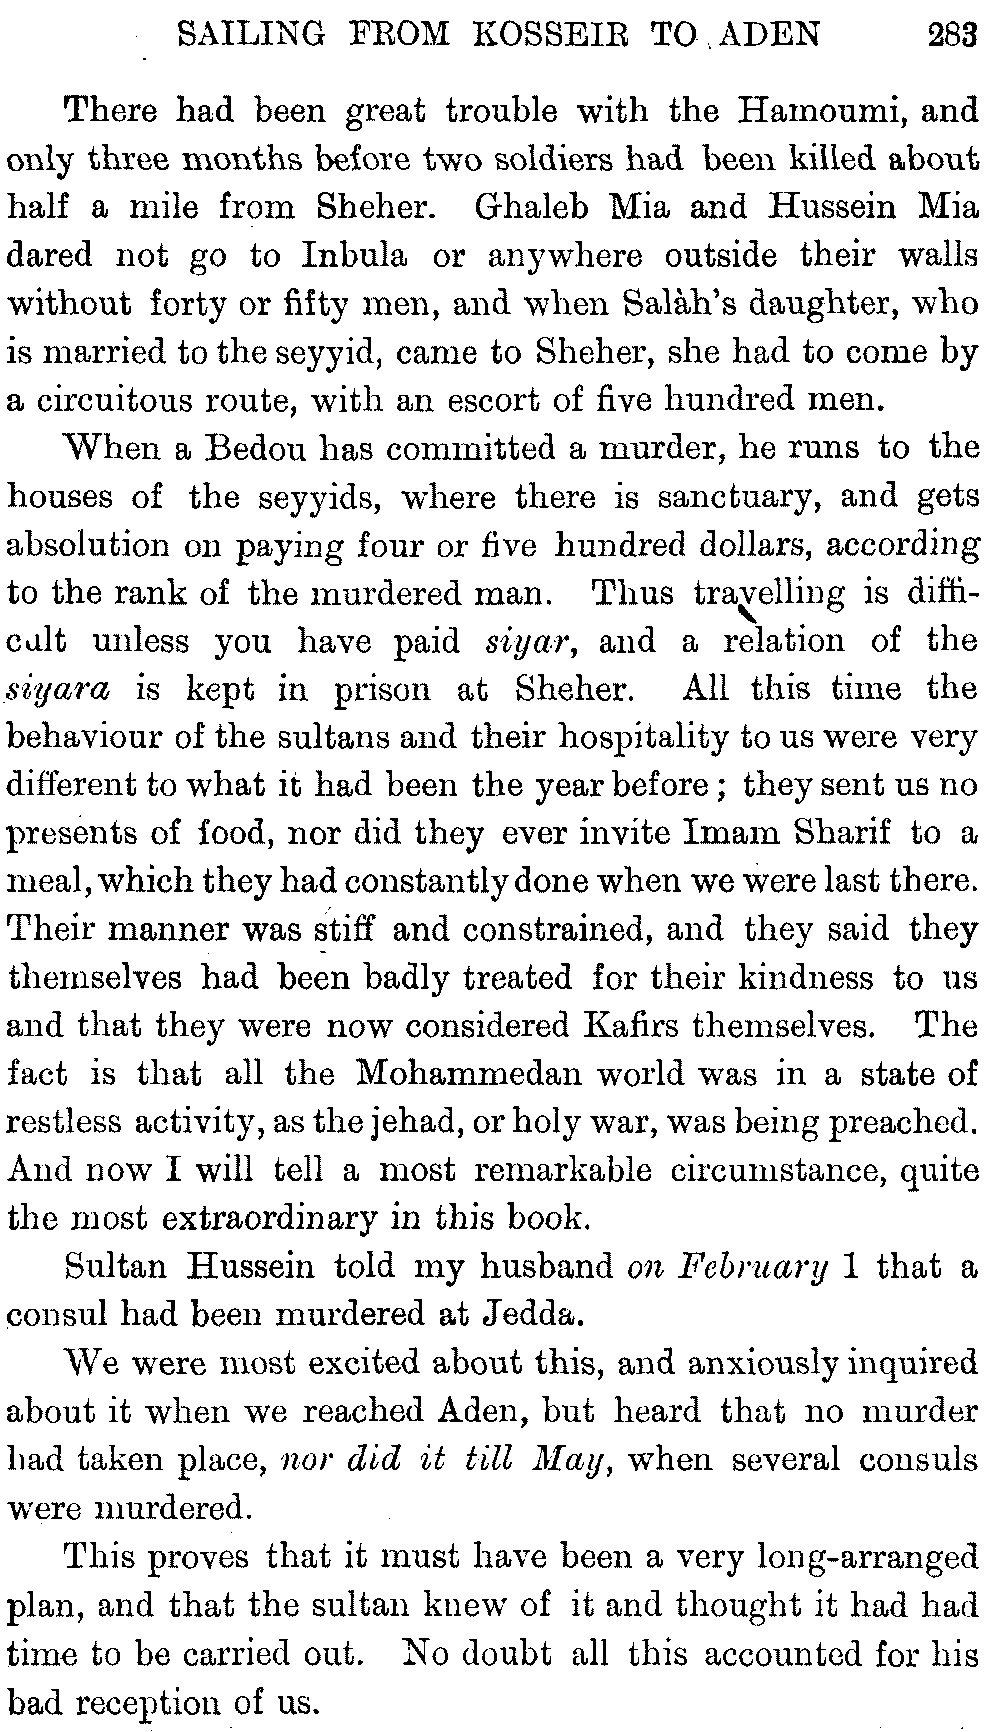 SAILING FROM KOSSEIR TO ADEN 283
There had been great trouble with the Hamoumi, and
only three months before two soldiers had been killed about
half a mile from Sheher. Ghaleb Mia and Hussein Mia
dared not go to Inbula or anywhere outside their walls
without forty or fifty men, and when Salàh's daughter, who
is married to the seyyid, came to Sheher, she had to come by
a circuitous route, with an escort of five hundred men.
When a Bedou has committed a murder, he runs to the
houses of the seyyids, where there is sanctuary, and gets
absolution on paying four or five hundred dollars, according
to the rank of the murdered man. Thus travelling is diffi-
cult unless you have paid siyar, and a relation of the
siyara is kept in prison at Sheher. All this time the
behaviour of the sultans and their hospitality to us were very
different to what it had been the year before; they sent us no
presents of food, nor did they ever invite Imam Sharif to a
meal, which they had constantly done when we were last there.
Their manner was stiff and constrained, and they said they
themselves had been badly treated for their kindness to us
and that they were now considered Kafirs themselves. The
fact is that all the Mohammedan world was in a state of
restless activity, as the jehad, or holy war, was being preached.
And now I will tell a most remarkable circumstance, quite
the most extraordinary in this book.
Sultan Hussein told my husband on February 1 that a
consul had been murdered at Jedda.
We were most excited about this, and anxiously inquired
about it when we reached Aden, but heard that no murder
had taken place, nor did it till May, when several consuls
were murdered.
This proves that it must have been a very long-arranged
plan, and that the sultan knew of it and thought it had had
time to be carried out. No doubt all this accounted for his
bad reception of us.